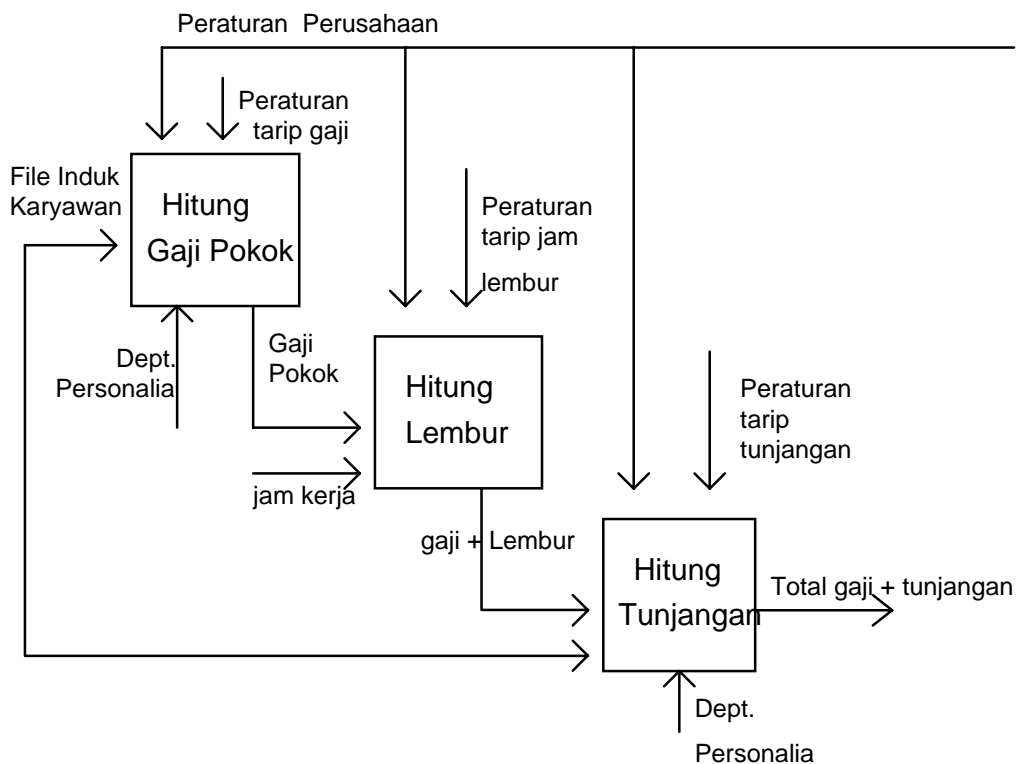 Peraturan Perusahaan
Peraturan
tarip gaji
File Induk
Karyawan
Hitung
Gaji Pokok
Peraturan
tarip jam
lembur
Dept.
Personalia
Gaji
Pokok
Hitung
Lembur
Peraturan
tarip
tunjangan
jam kerja
gaji + Lembur
Hitung
Tunjangan
Total gaji + tunjangan
Dept.
Personalia